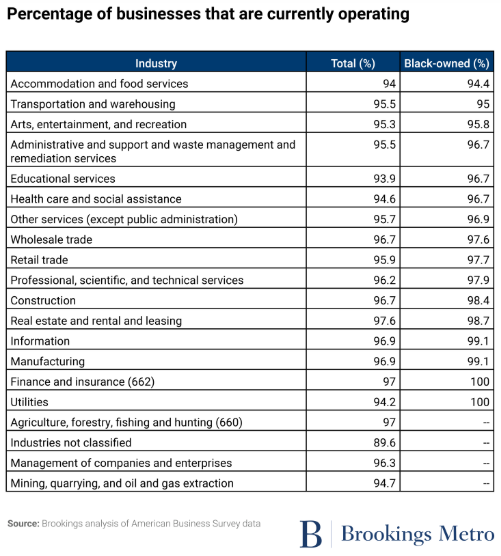 Percentage of businesses that are currently operating
Industry Total (%) Black-owned (%)
Accommodation and food services 94 94.4
Transportation and warehousing 95.5 95
Arts, entertainment, and recreation 95.3 95.8
Administrative and support and waste management and
remediation services 95.5 96.7
Educational services 93.9 96.7
Health care and social assistance 94.6 96.7
Other services (except public administration) 95.7 96.9
Wholesale trade 96.7 97.6
Retail trade 95.9 97.7
Professional, scientific, and technical services 96.2 97.9
Construction 96.7 98.4
Real estate and rental and leasing 97.6 98.7
Information 96.9 99.1
Manufacturing 96.9 99.1
Finance and insurance (662) 97 100
Utilities 94.2 100
Agriculture, forestry, fishing and hunting (660) 97 --
Industries not classified 89.6 --
Management of companies and enterprises 96.3 --
Mining, quarrying, and oil and gas extraction 94.7 --
Source: Brookings analysis of American Business Survey data
B Brookings Metro